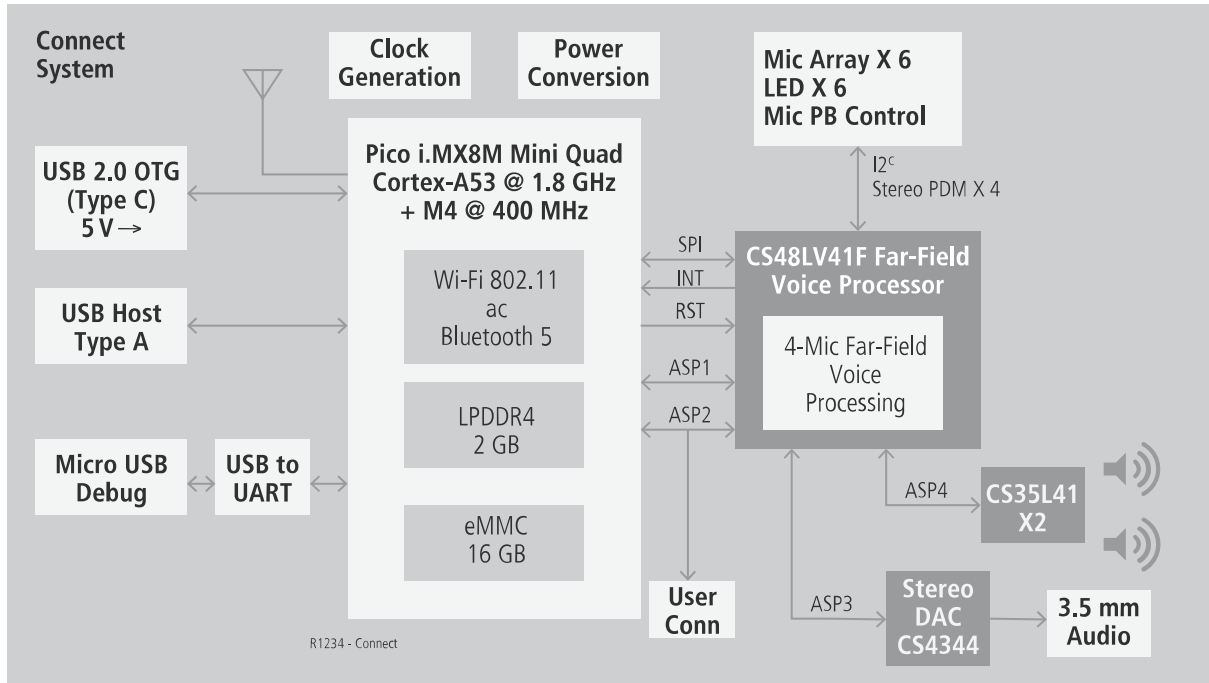 Connect
System
Clock
Generation
Power
Conversion
Mic Array X 6
LED X 6
Mic PB Control
I2ᶜ
Stereo PDM X 4
USB 2.0 OTG
(Type C)
5 V→
USB Host
Type A
Micro USB
Debug
USB to
UART
Pico i.MX8M Mini Quad
Cortex-A53 @ 1.8 GHz
+ M4 @ 400 MHz
Wi-Fi 802.11
ac
Bluetooth 5
LPDDR4
2 GB
eMMC
16 GB
SPI
INT
RST
ASP1
ASP2
CS48LV41F Far-Field
Voice Processor
4-Mic Far-Field
Voice
Processing
ASP4
CS35L41
X2
User
Conn
ASP3
Stereo
DAC
CS4344
3.5 mm
Audio
R1234 - Connect